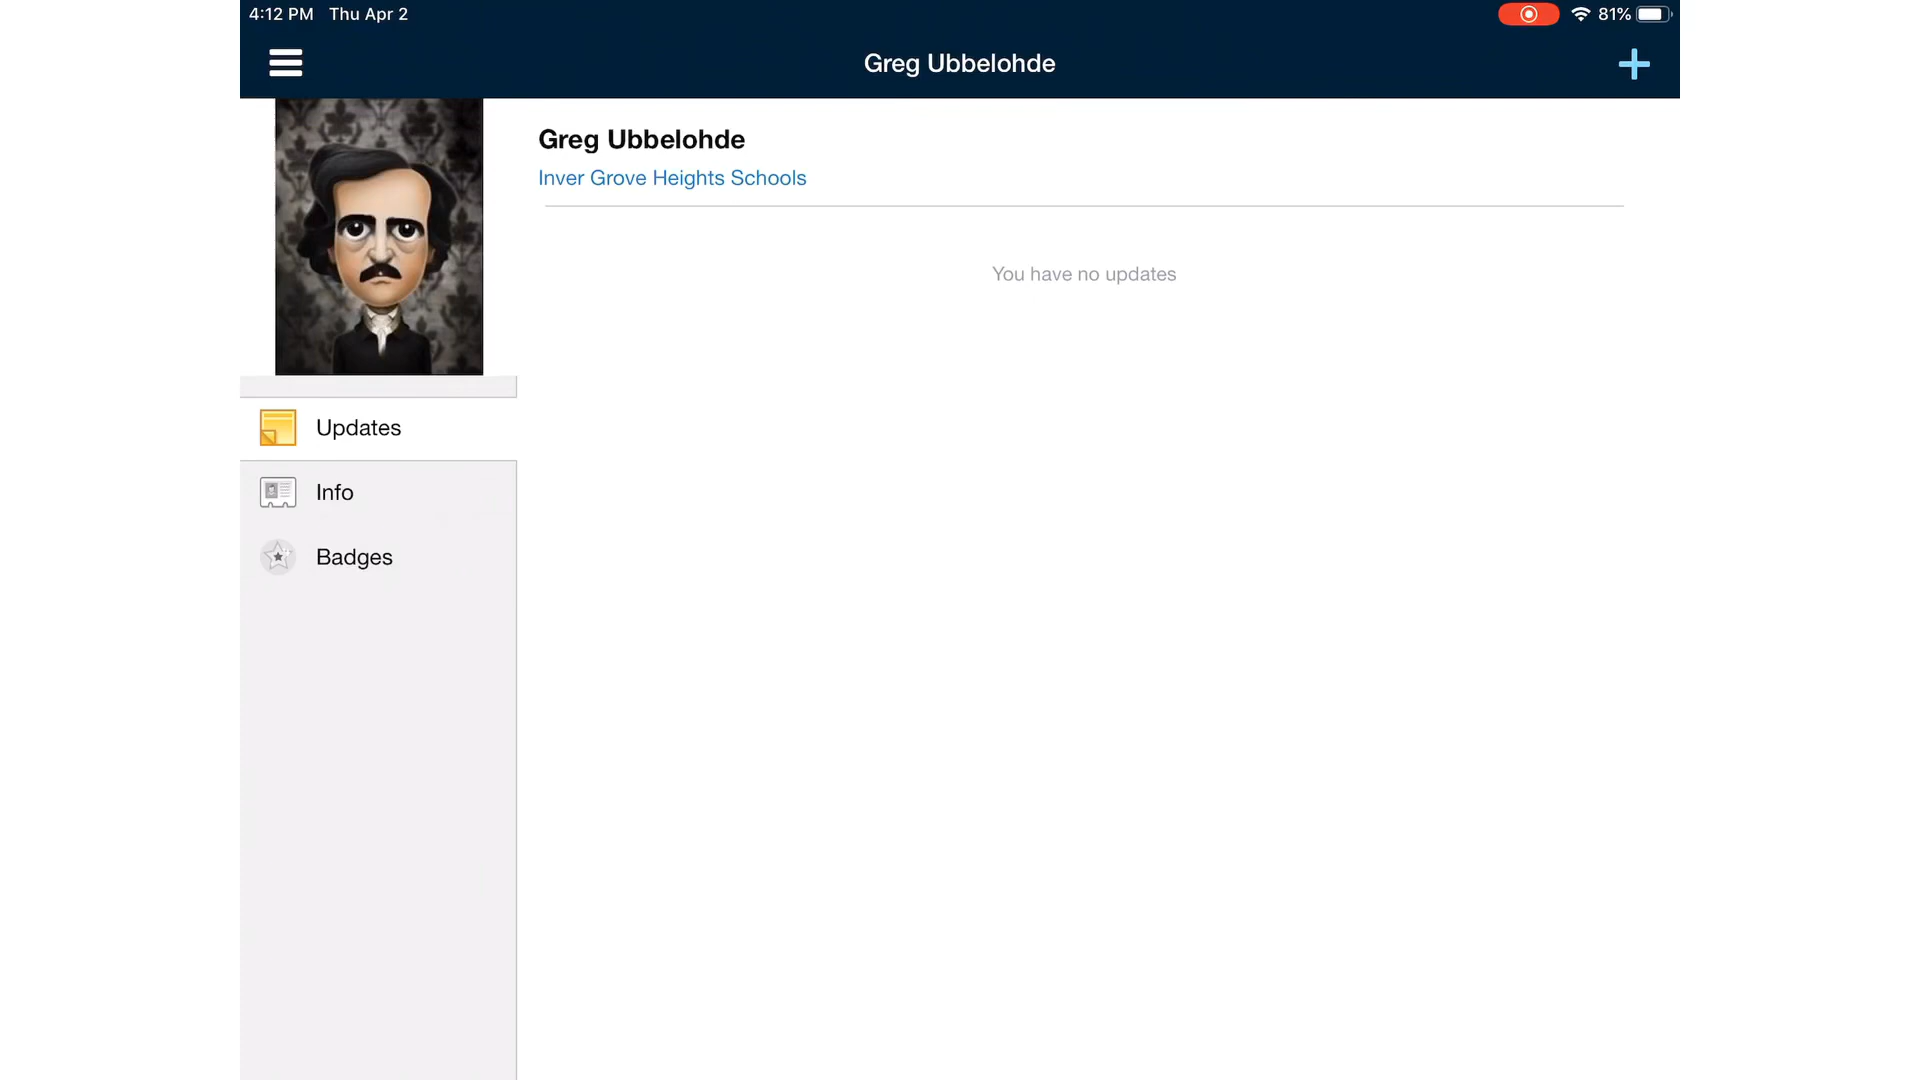 4:12 PM Thu Apr 2
81%
Greg Ubbelohde
Greg Ubbelohde
Inver Grove Heights Schools
You have no updates
Updates
Info
Badges